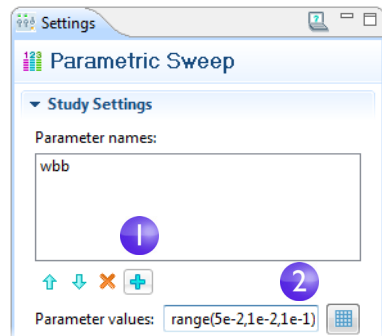 Settings
123
Parametric Sweep
Study Settings
Parameter names:
wbb
1
2
Parameter values: range(5e-2,1e-2,1e-1)